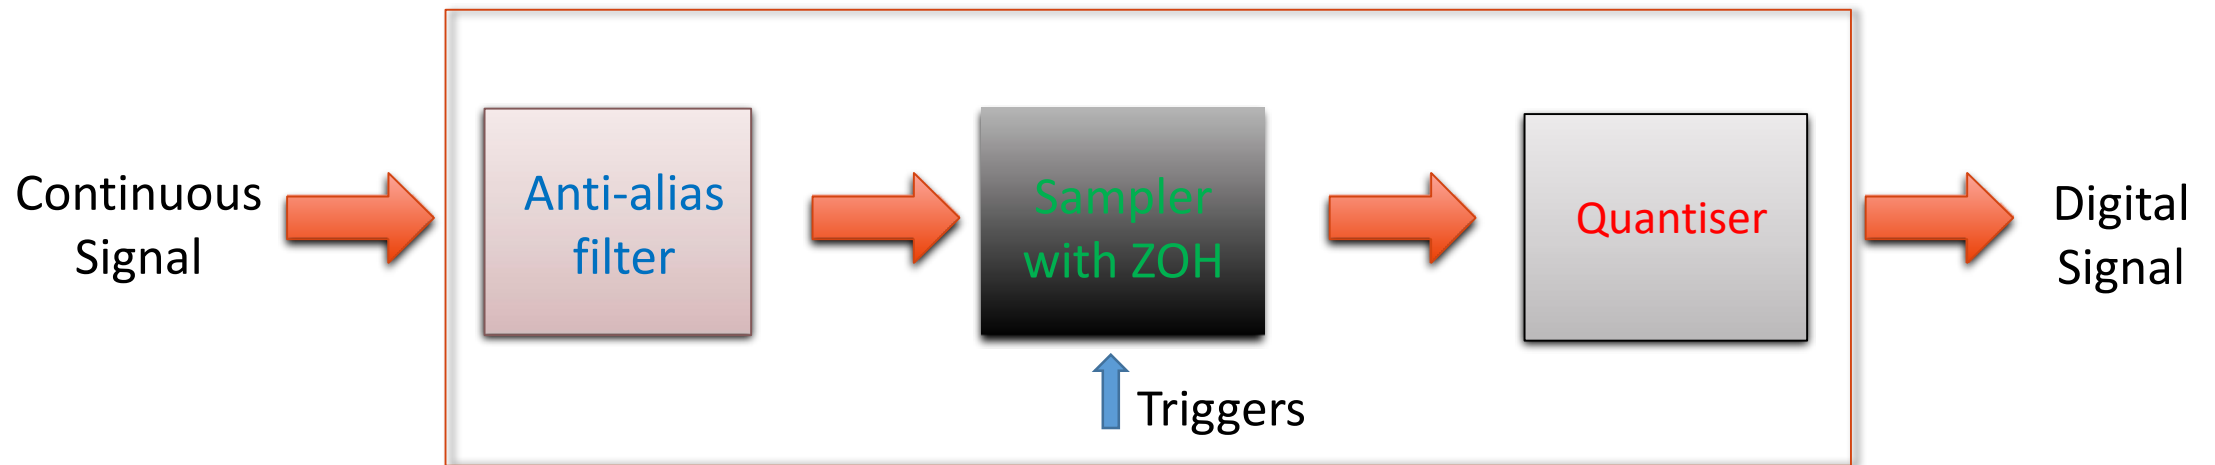 Continuous
Signal
Anti-alias
filter
Sampler
with ZOH
Triggers
Quantiser
Digital
Signal